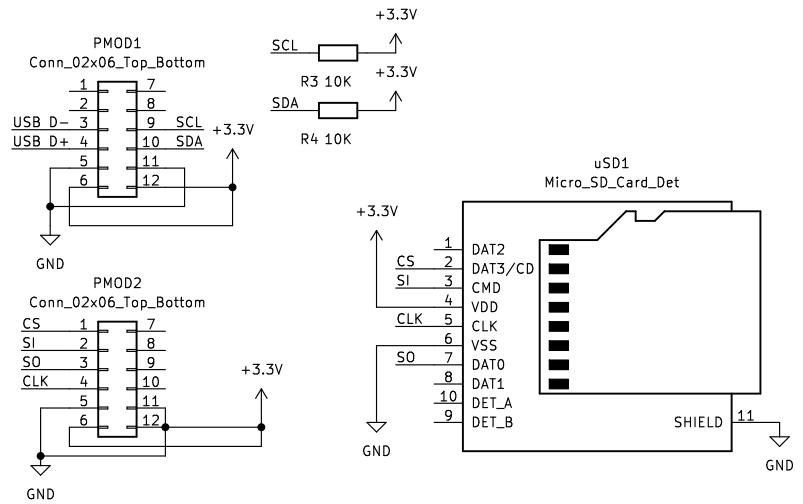 PMOD1
Conn_02x06_Top_Bottom
1 7
2 8
USB D- 3 9 SCL
USB D+ 4 10 SDA
5 11
6 12
+3.3V
GND
SCL
R3 10K
+3.3V
SDA
R4 10K
+3.3V
PMOD2
Conn_02x06_Top_Bottom
CS 1 7
SI 2 8
SO 3 9
CLK 4 10
5 11
6 12
+3.3V
GND
uSD1
Micro_SD_Card_Det
+3.3V
1 DAT2
CS 2 DAT3/CD
SI 3 CMD
4 VDD
CLK 5 CLK
6 VSS
SO 7 DAT0
8 DAT1
10 DET_A
9 DET_B
SHIELD 11
GND
GND